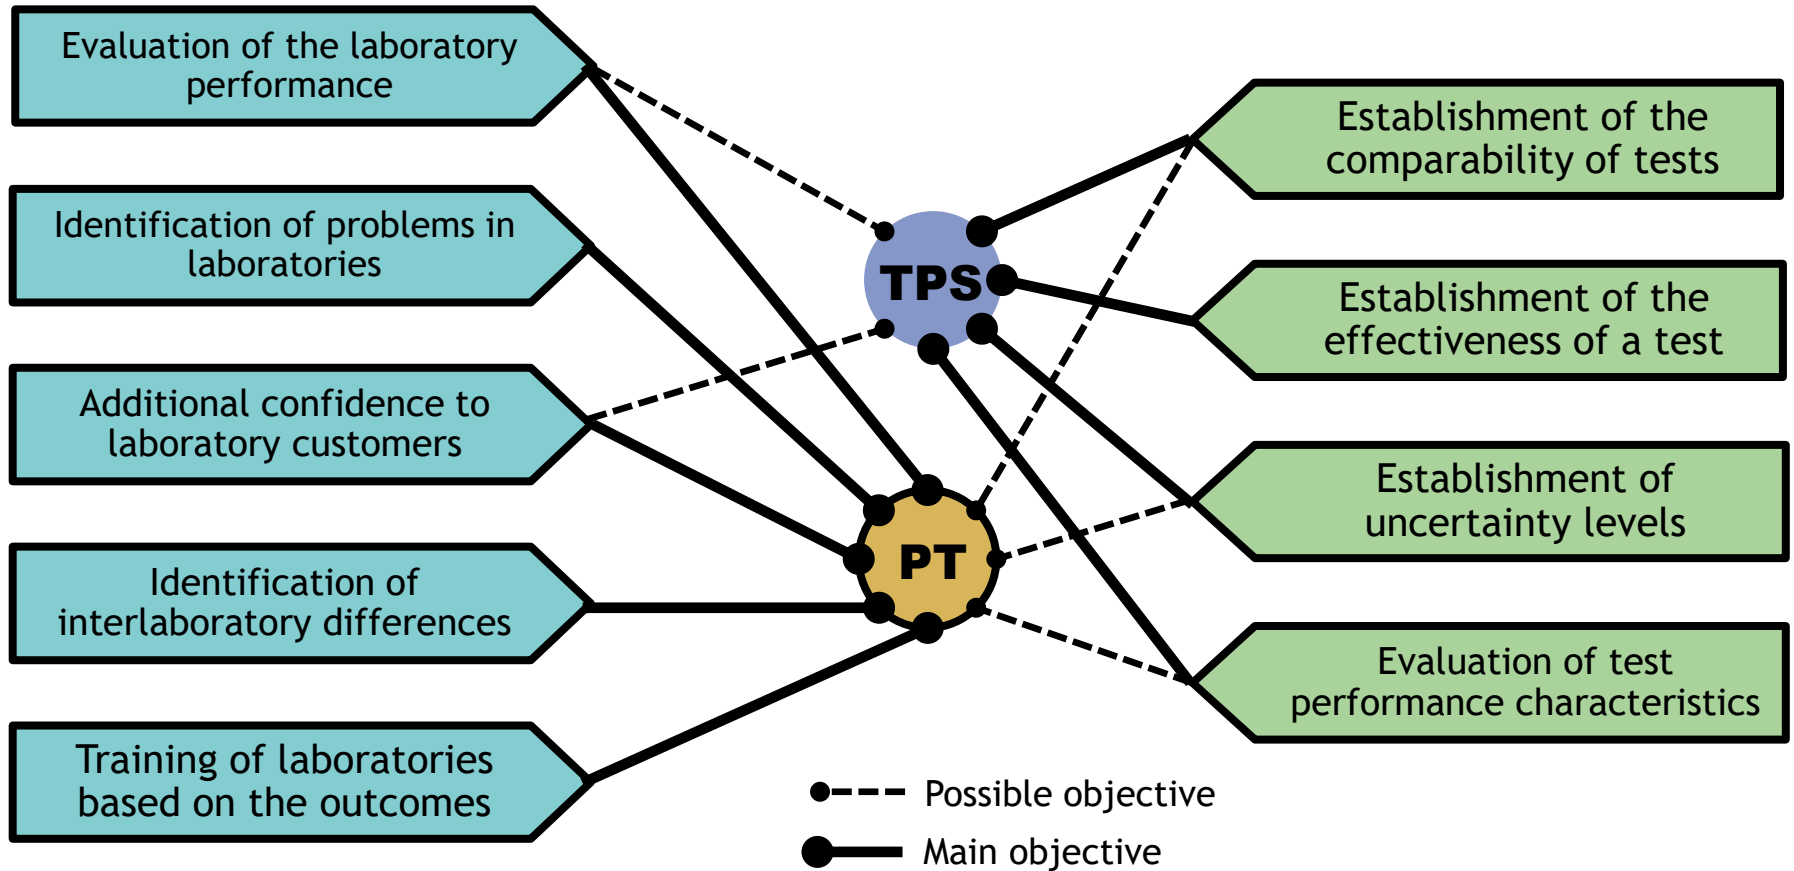 Evaluation of the laboratory
performance
Identification of problems in
laboratories
Additional confidence to
laboratory customers
Identification of
interlaboratory differences
Training of laboratories
based on the outcomes
TPS
PT
Establishment of the
comparability of tests
Establishment of the
effectiveness of a test
Establishment of
uncertainty levels
Evaluation of test
performance characteristics
Possible objective
Main objective